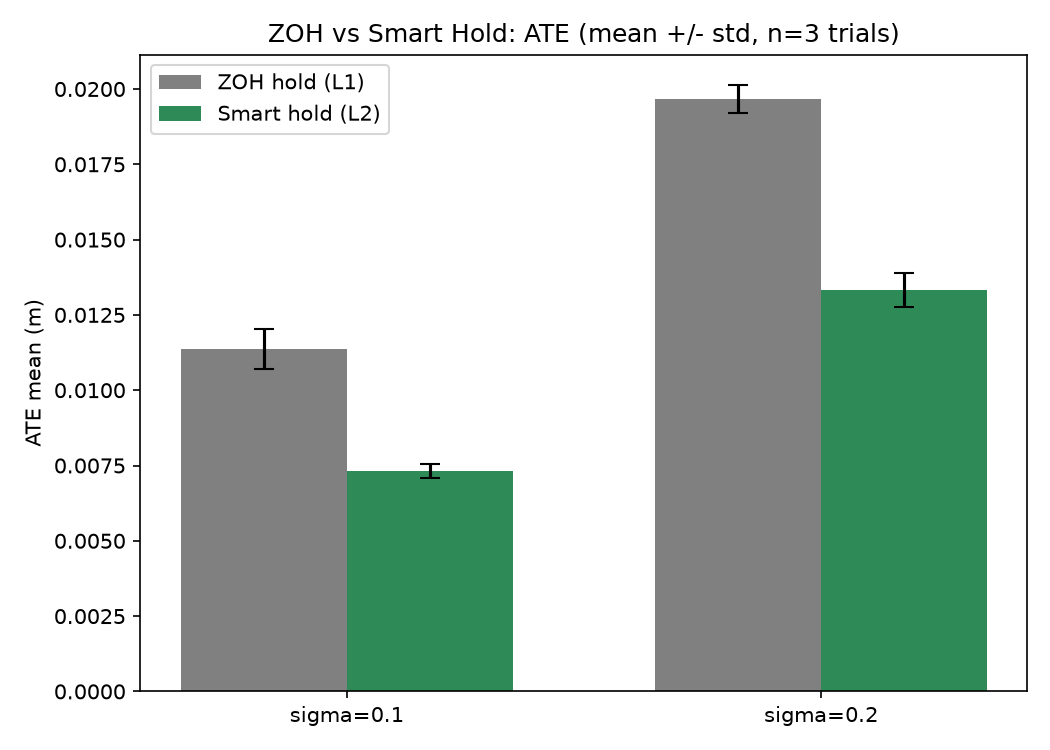 ZOH vs Smart Hold: ATE (mean +/- std, n=3 trials)
ZOH hold (L1)
Smart hold (L2)
ATE mean (m)
0.0200
0.0175
0.0150
0.0125
0.0100
0.0075
0.0050
0.0025
0.0000
sigma=0.1
sigma=0.2